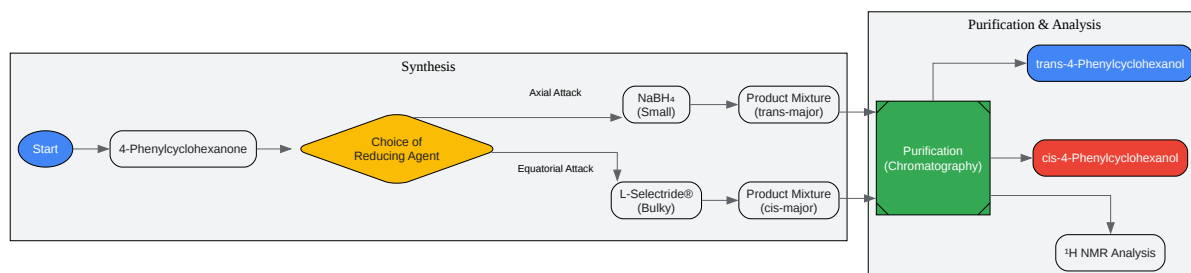 Purification & Analysis
Synthesis
trans-4-Phenylcyclohexanol
Axial Attack
NaBH₄
(Small)
Product Mixture
(trans-major)
Start
4-Phenylcyclohexanone
Choice of
Reducing Agent
Purification
(Chromatography)
cis-4-Phenylcyclohexanol
Equatorial Attack
L-Selectride®
(Bulky)
Product Mixture
(cis-major)
¹H NMR Analysis